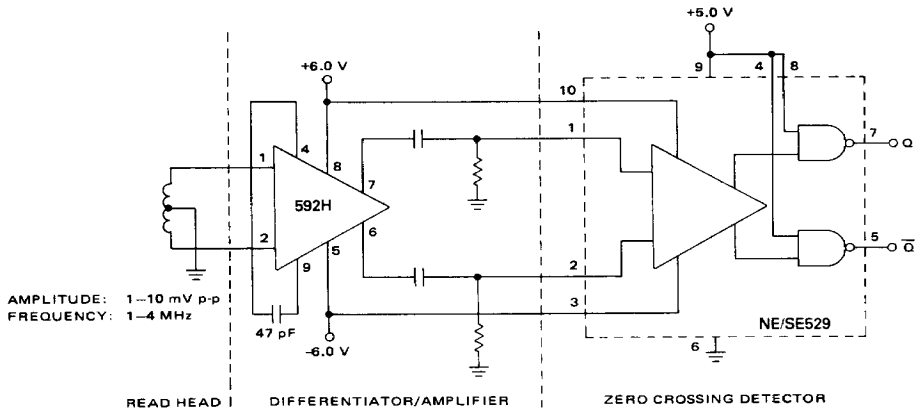 +5.0 V
9
4
8
+6.0 V
10
4
8
1
7
Q
1
7
592H
6
2
5
9
5
Q̅
2
3
AMPLITUDE: 1–10 mV p-p
FREQUENCY: 1–4 MHz
47 pF
-6.0 V
NE/SE529
6
READ HEAD
DIFFERENTIATOR/AMPLIFIER
ZERO CROSSING DETECTOR